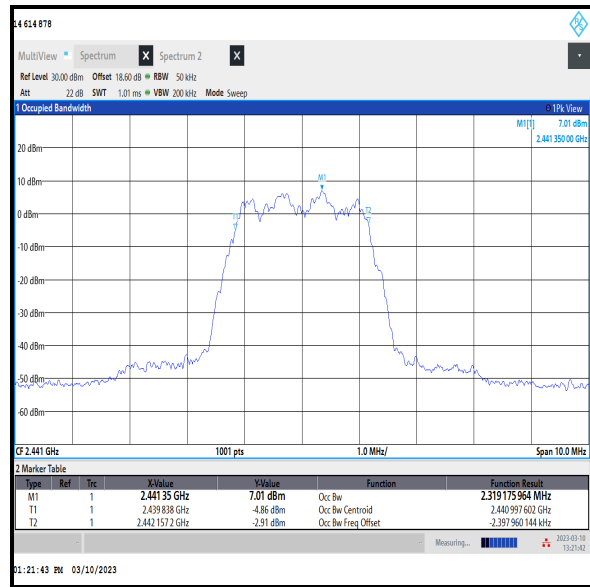 14 614 878
MultiView Spectrum X Spectrum 2 X
Ref Level 30.00 dBm Offset 18.60 dB RBW 50 kHz
Att 22 dB SWT 1.01 ms VBW 200 kHz Mode Sweep
1 Occupied Bandwidth 1Pk View
M1[1] 7.01 dBm
2.441 350 00 GHz
20 dBm
M1
10 dBm
T2
0 dBm
T1
-10 dBm
-20 dBm
-30 dBm
-40 dBm
-50 dBm
-60 dBm
CF 2.441 GHz 1001 pts 1.0 MHz/ Span 10.0 MHz
2 Marker Table
Type Ref Trc X-Value Y-Value Function Function Result
M1 1 2.441 35 GHz 7.01 dBm Occ Bw 2.319 175 964 MHz
T1 1 2.439 838 GHz -4.86 dBm Occ Bw Centroid 2.440 997 602 GHz
T2 1 2.442 157 2 GHz -2.91 dBm Occ Bw Freq Offset -2.397 960 144 kHz
Measuring... 2023-03-10
13:21:42
01:21:43 PM 03/10/2023